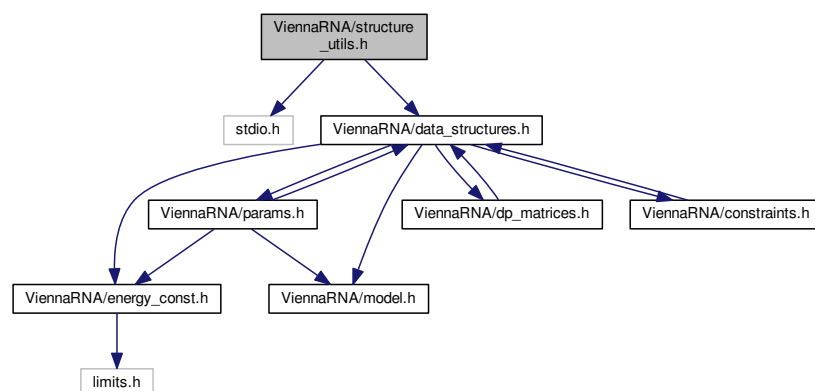 ViennaRNA/structure
_utils.h
stdio.h
ViennaRNA/data_structures.h
ViennaRNA/params.h
ViennaRNA/dp_matrices.h
ViennaRNA/constraints.h
ViennaRNA/energy_const.h
ViennaRNA/model.h
limits.h